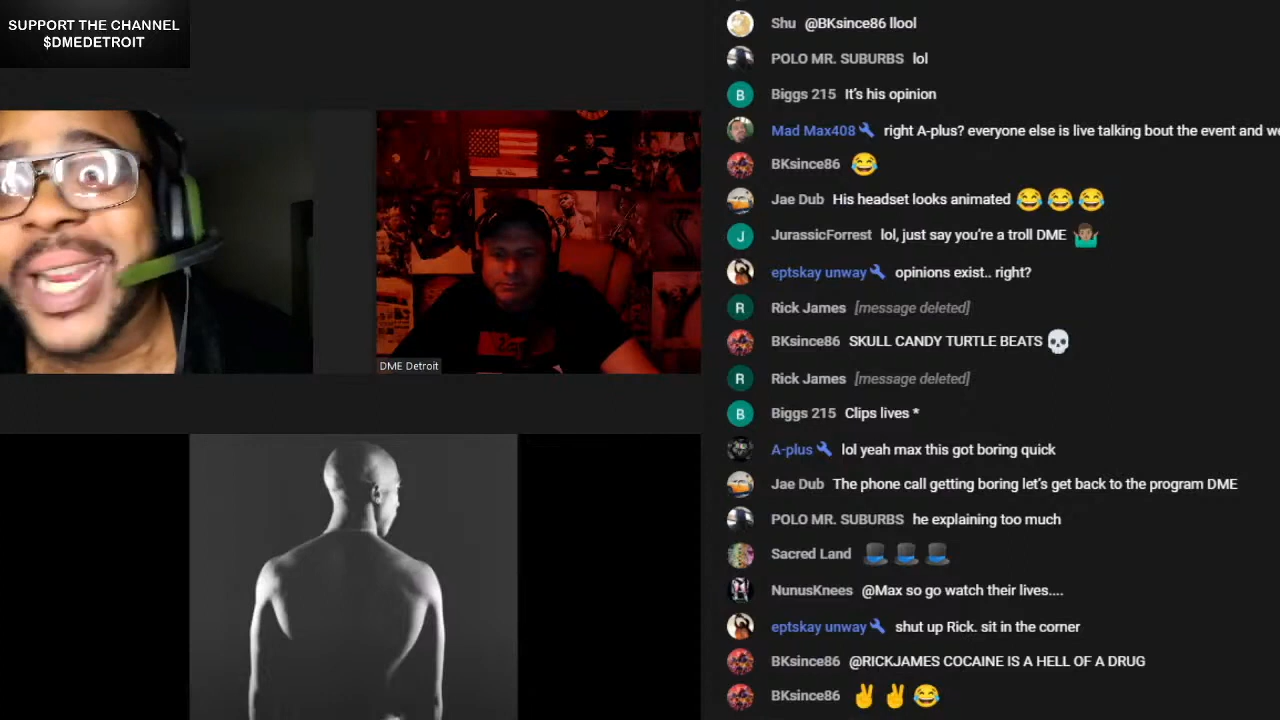 SUPPORT THE CHANNEL
$DMEDETROIT
DME Detroit
Shu @BKsince86 llool
POLO MR. SUBURBS lol
Biggs 215 It's his opinion
Mad Max408 right A-plus? everyone else is live talking bout the event and
BKsince86 😂
Jae Dub His headset looks animated 😂😂😂
JurassicForrest lol, just say you're a troll DME 🤷🏽‍♂️
eptskay unway opinions exist.. right?
Rick James [message deleted]
BKsince86 SKULL CANDY TURTLE BEATS 💀
Rick James [message deleted]
Biggs 215 Clips lives *
A-plus lol yeah max this got boring quick
Jae Dub The phone call getting boring let's get back to the program DME
POLO MR. SUBURBS he explaining too much
Sacred Land 🎩🎩🎩
NunusKnees @Max so go watch their lives....
eptskay unway shut up Rick. sit in the corner
BKsince86 @RICKJAMES COCAINE IS A HELL OF A DRUG
BKsince86 ✌️✌️😂